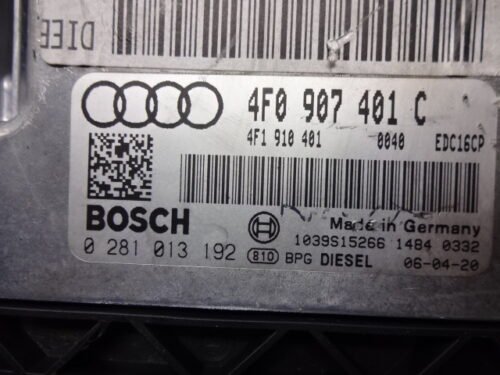 DIE
4F0 907 401 C
4F1 910 401 0040 EDC16CP
BOSCH
Made in Germany
0 281 013 192
1039S15266 1484 0332
810 BPG DIESEL 06-04-20